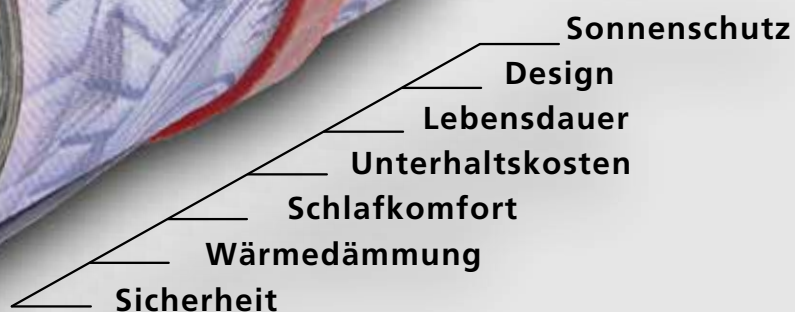 Sonnenschutz
Design
Lebensdauer
Unterhaltskosten
Schlafkomfort
Wärmedämmung
Sicherheit